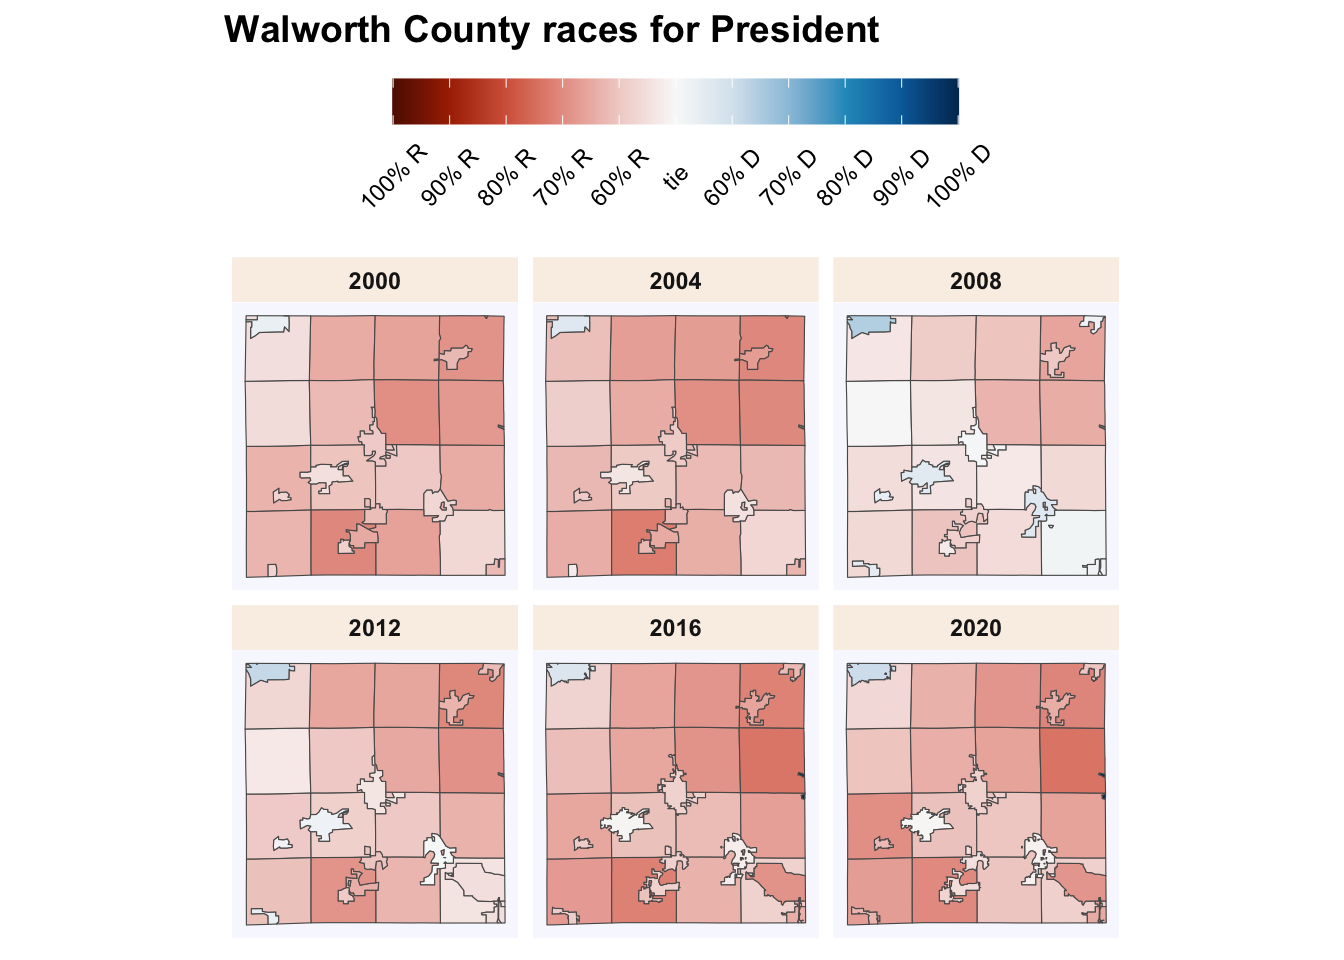 Walworth County races for President
100% R
90% R
80% R
70% R
60% R
tie
60% D
70% D
80% D
90% D
100% D
2000
2004
2008
2012
2016
2020